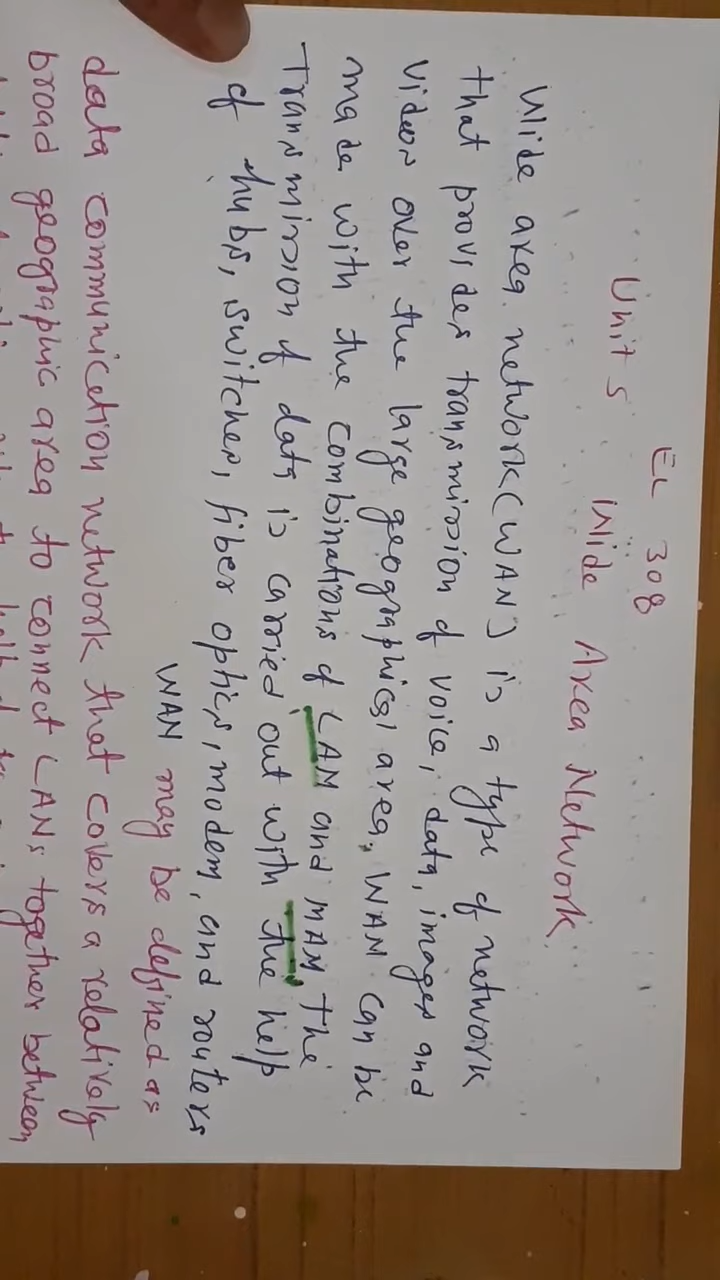 EL 308
Unit 5 Wide Area Network
Wide area network (WAN) is a type of network
that provides transmission of voice, data, images and
videos over the large geographical area, WAN can be
made with the combinations of LAN and MAN The
transmission of data is carried out with the help
of hubs, switches, fiber optics, modem, and routers
WAN may be defined as
data communication network that covers a relatively
broad geographic area to connect LANs together between